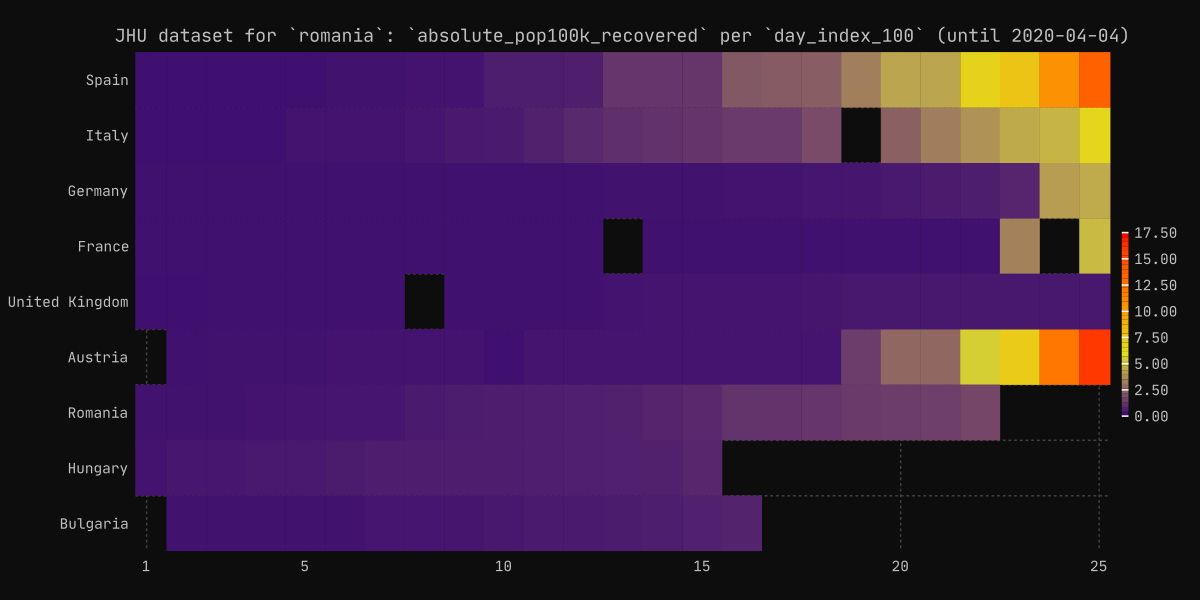 JHU dataset for `romania`: `absolute_pop100k_recovered` per `day_index_100` (until 2020-04-04)
Spain
Italy
Germany
France
United Kingdom
Austria
Romania
Hungary
Bulgaria
1 5 10 15 20 25
17.50
15.00
12.50
10.00
7.50
5.00
2.50
0.00